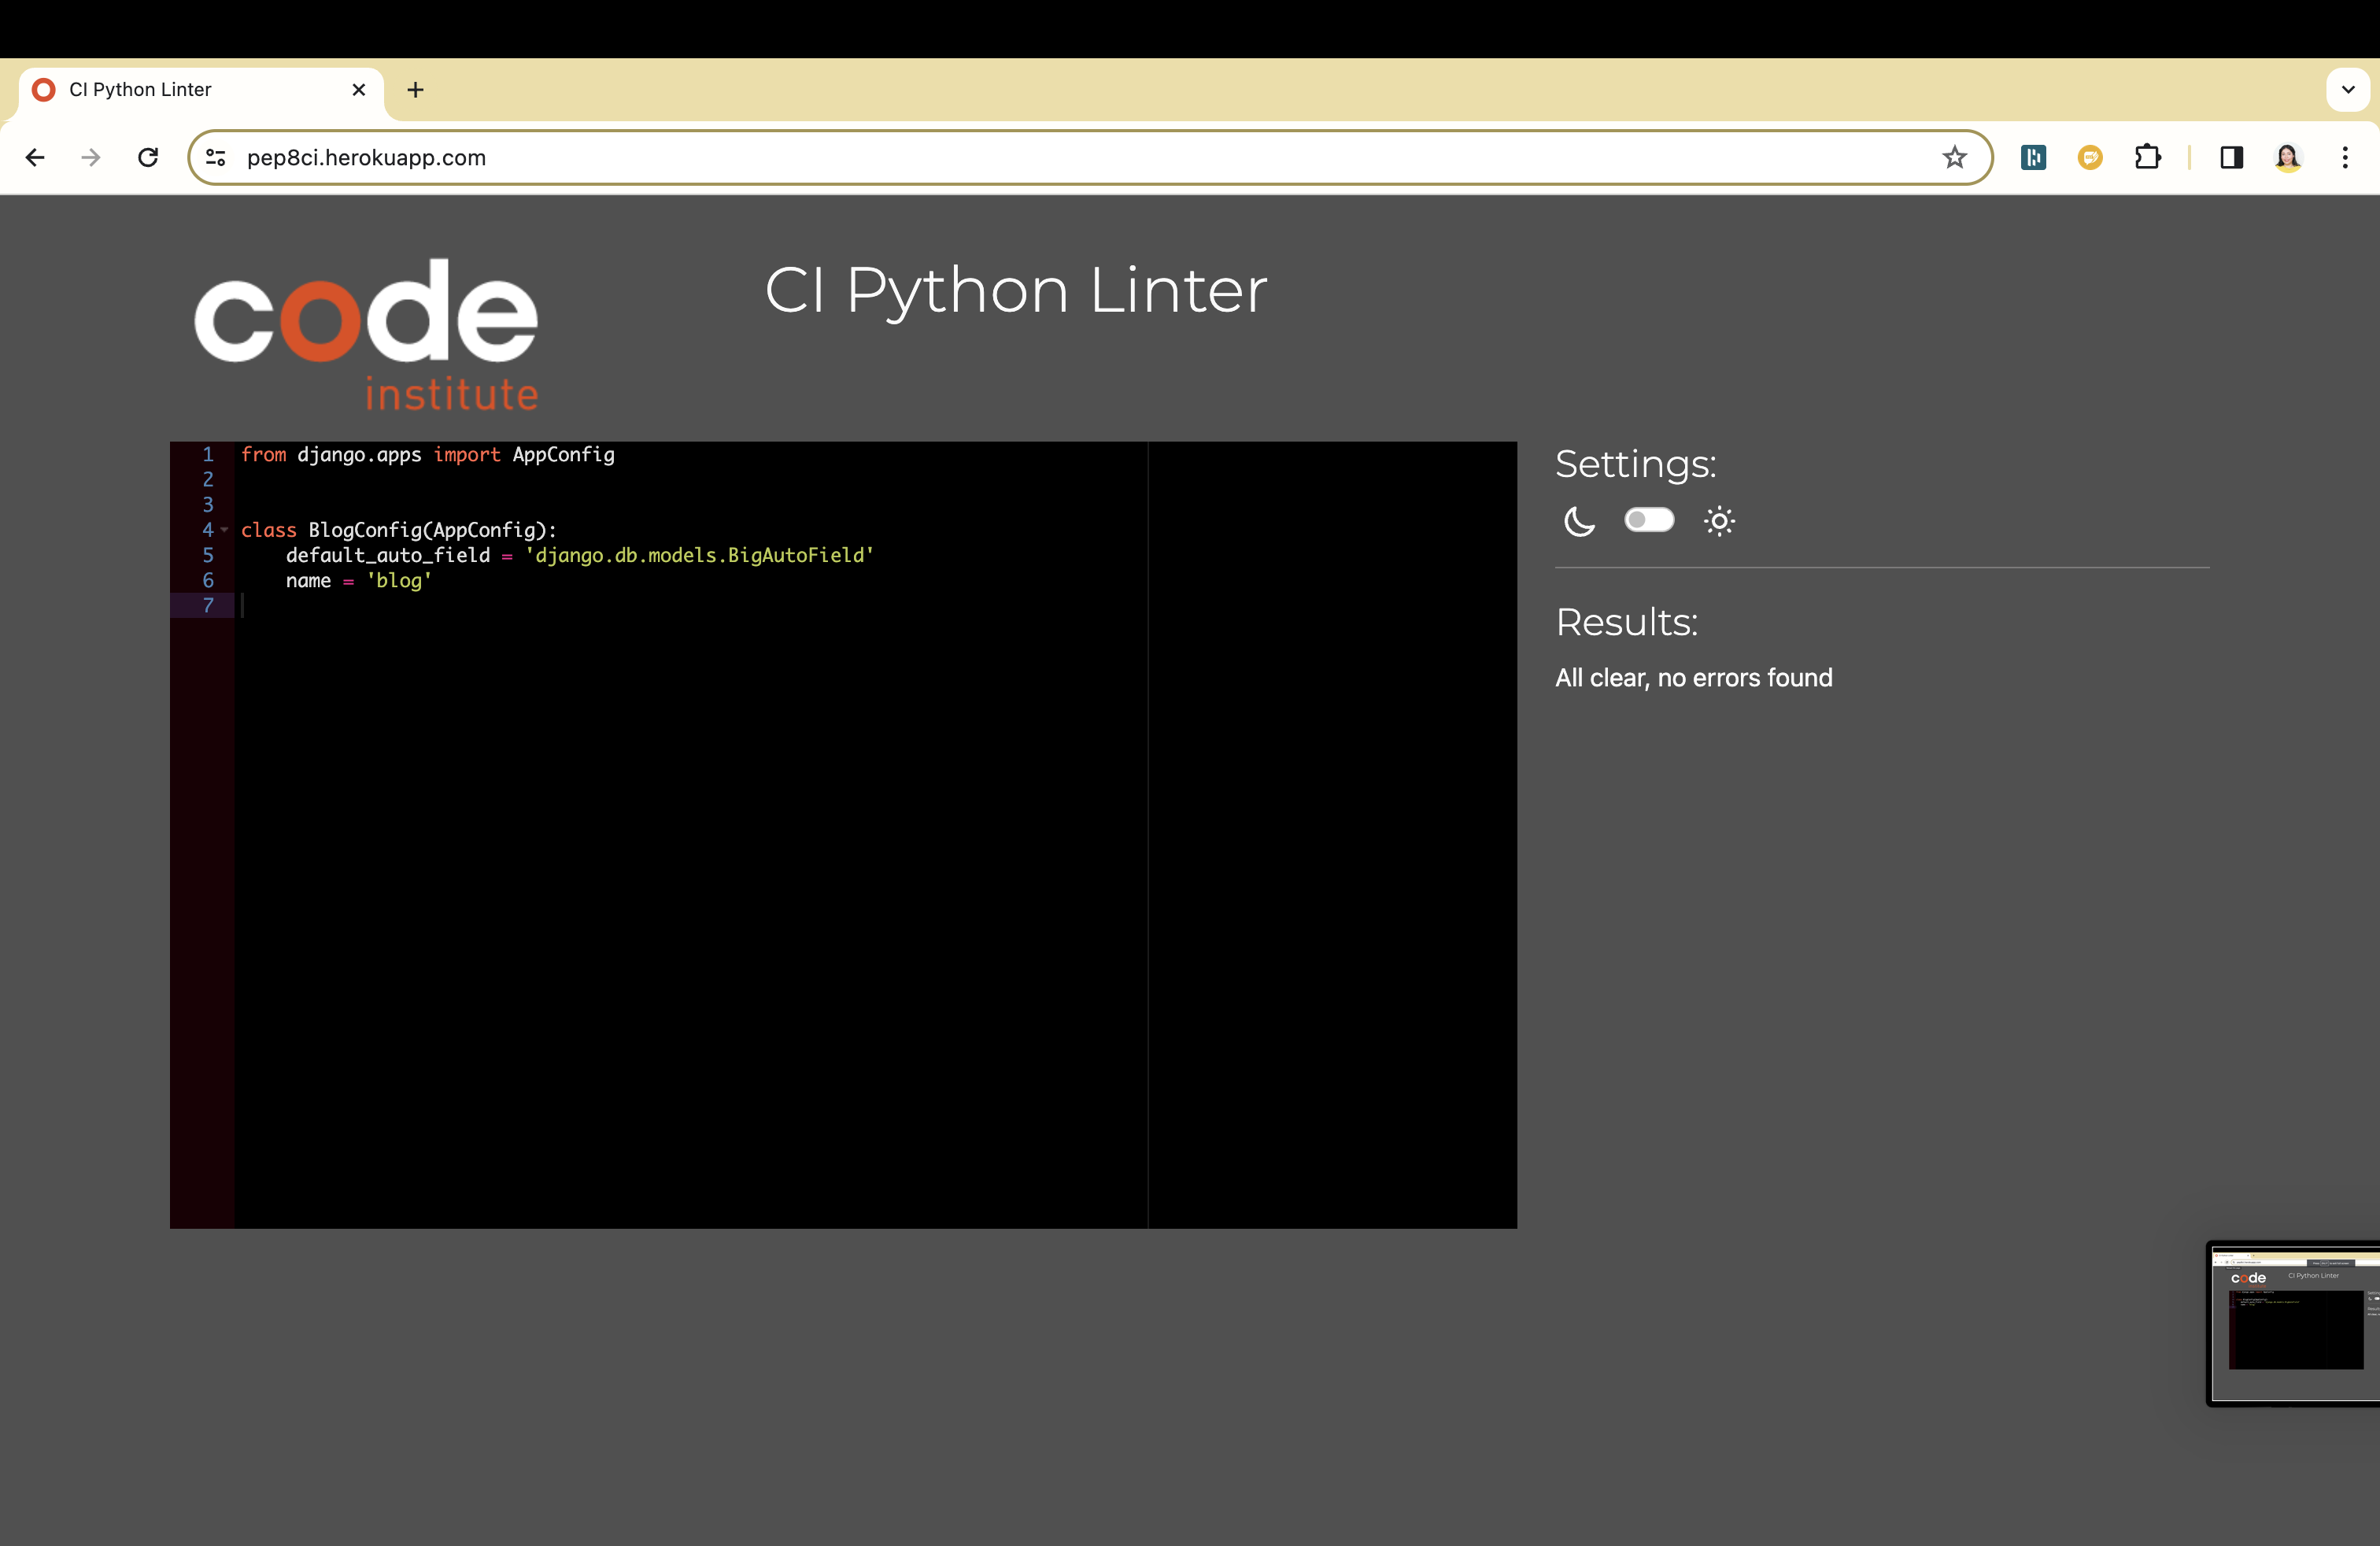 CI Python Linter
pep8ci.herokuapp.com
code
institute
CI Python Linter
1 from django.apps import AppConfig
2
3
4 class BlogConfig(AppConfig):
5     default_auto_field = 'django.db.models.BigAutoField'
6     name = 'blog'
7
Settings:
Results:
All clear, no errors found
code
CI Python Linter